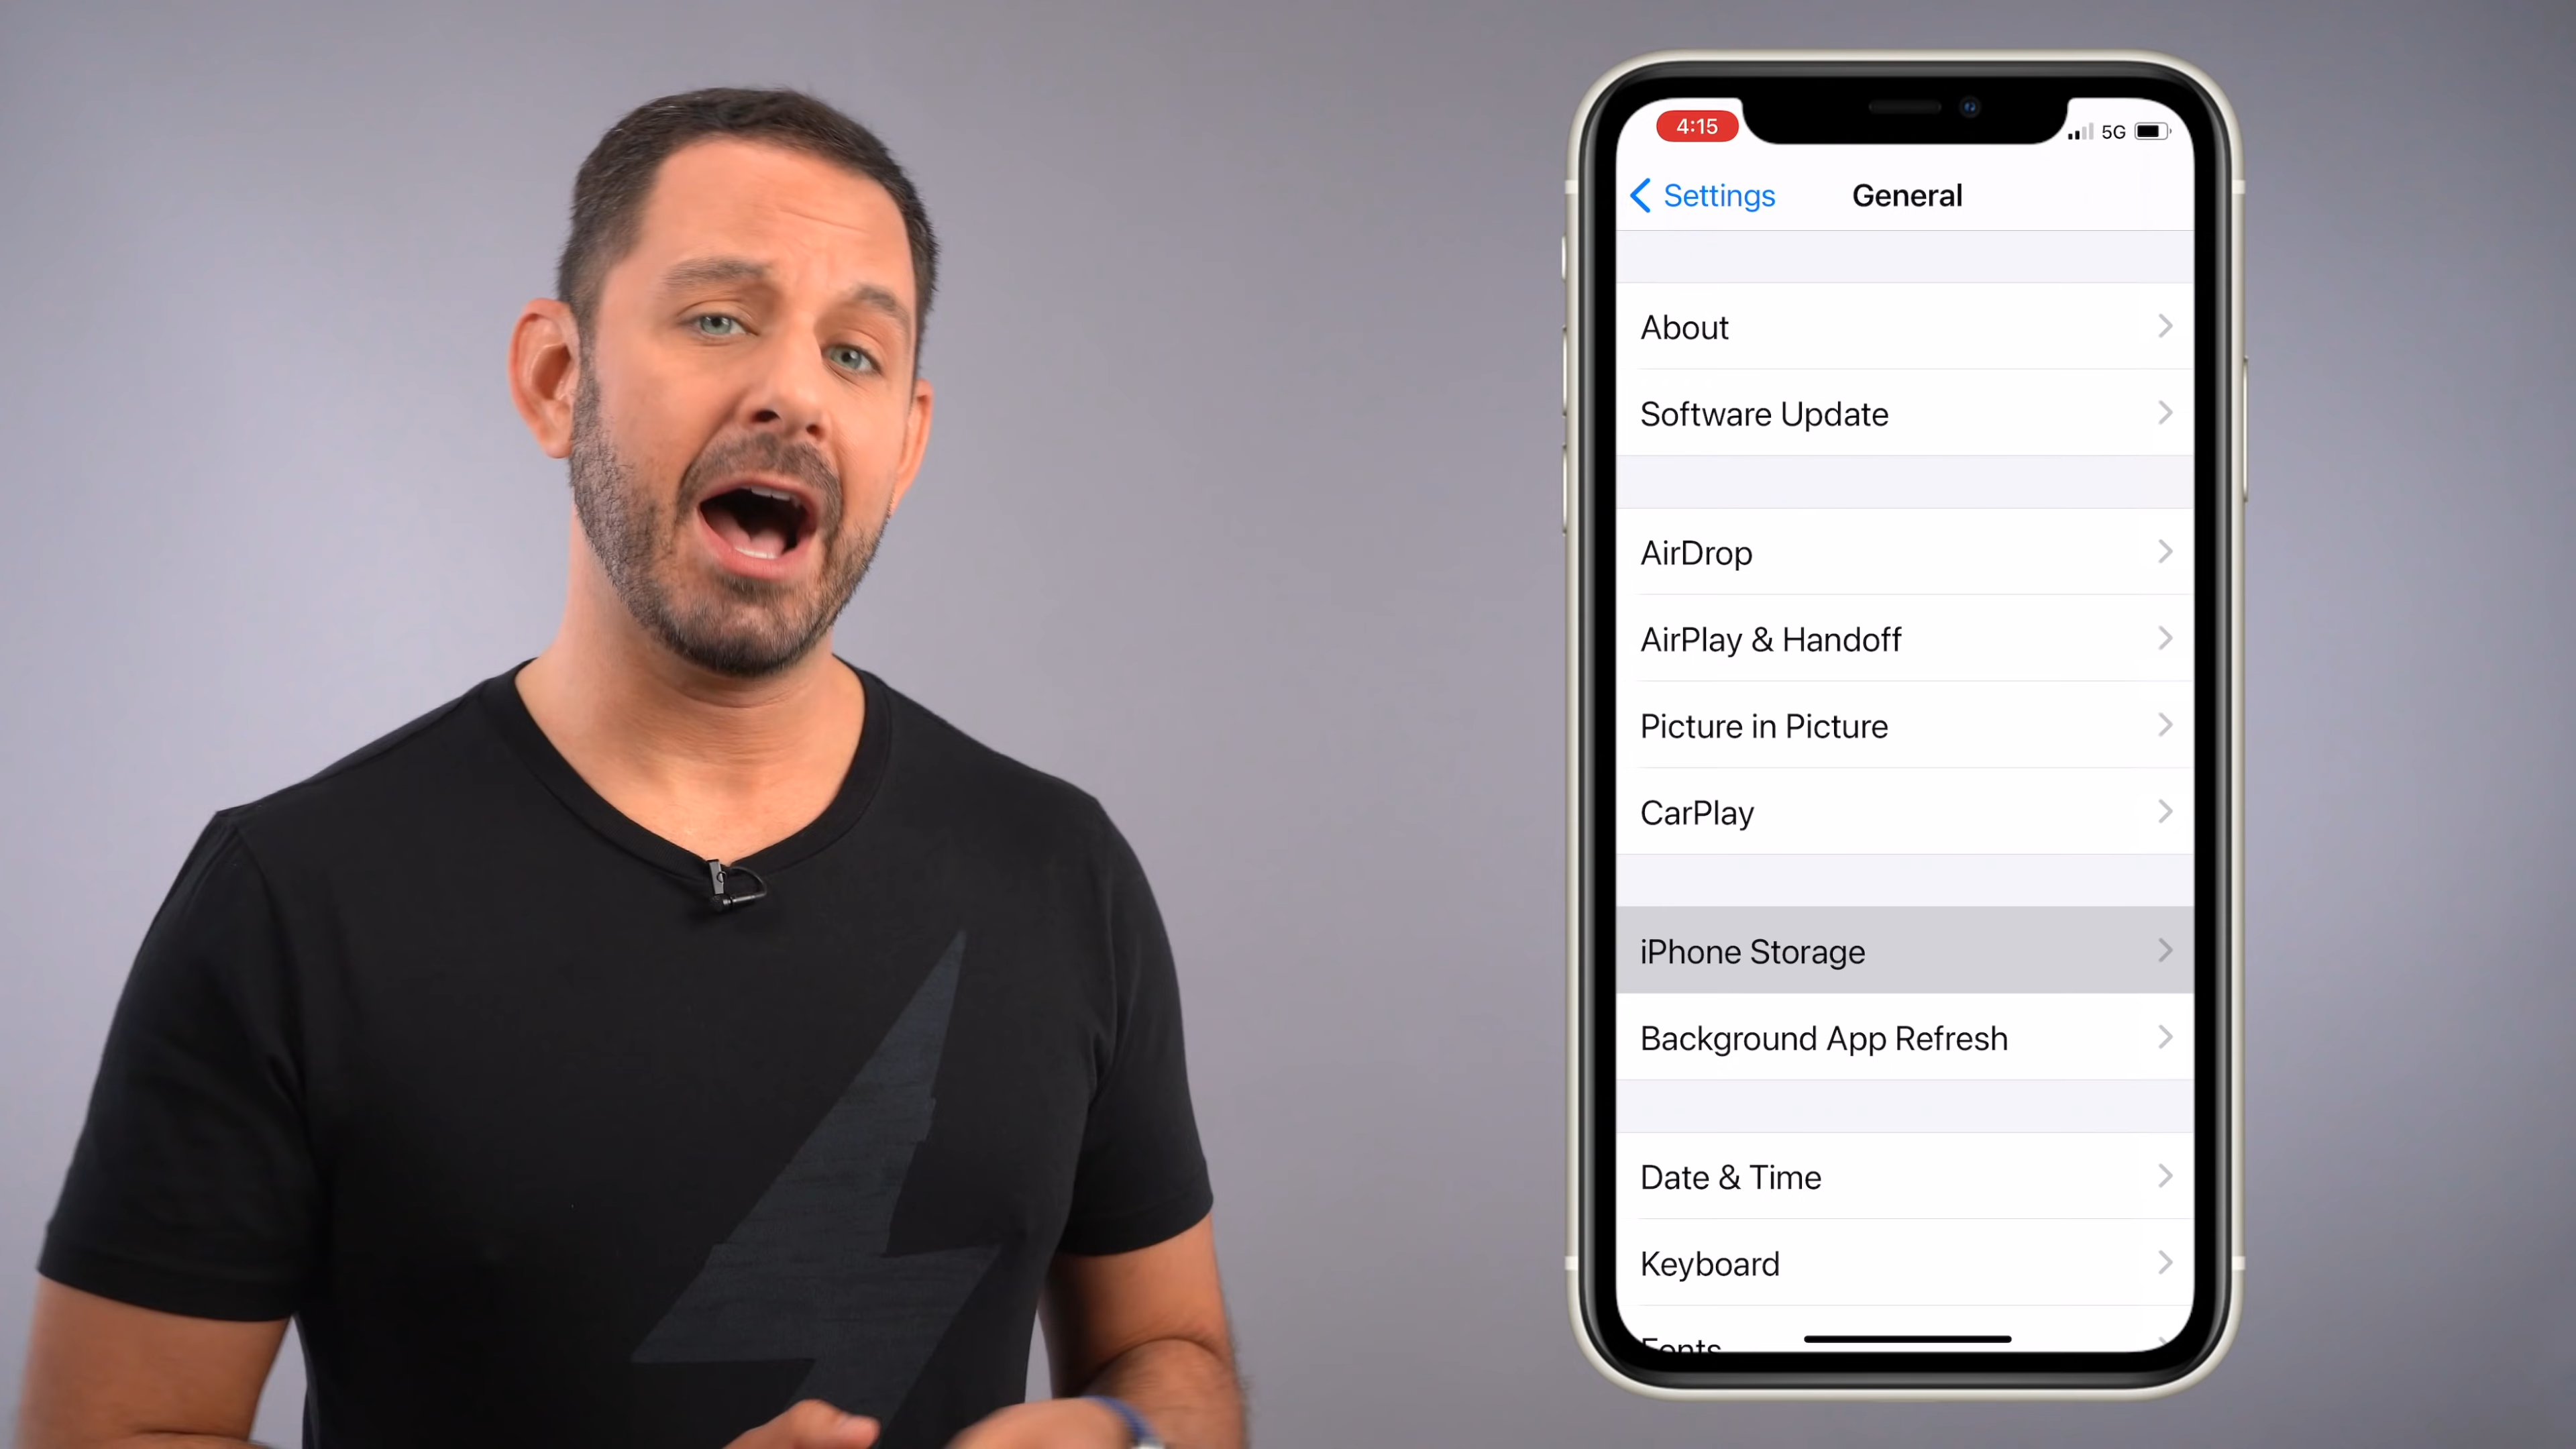 4:15
5G
Settings
General
About
Software Update
AirDrop
AirPlay & Handoff
Picture in Picture
CarPlay
iPhone Storage
Background App Refresh
Date & Time
Keyboard
Fonts